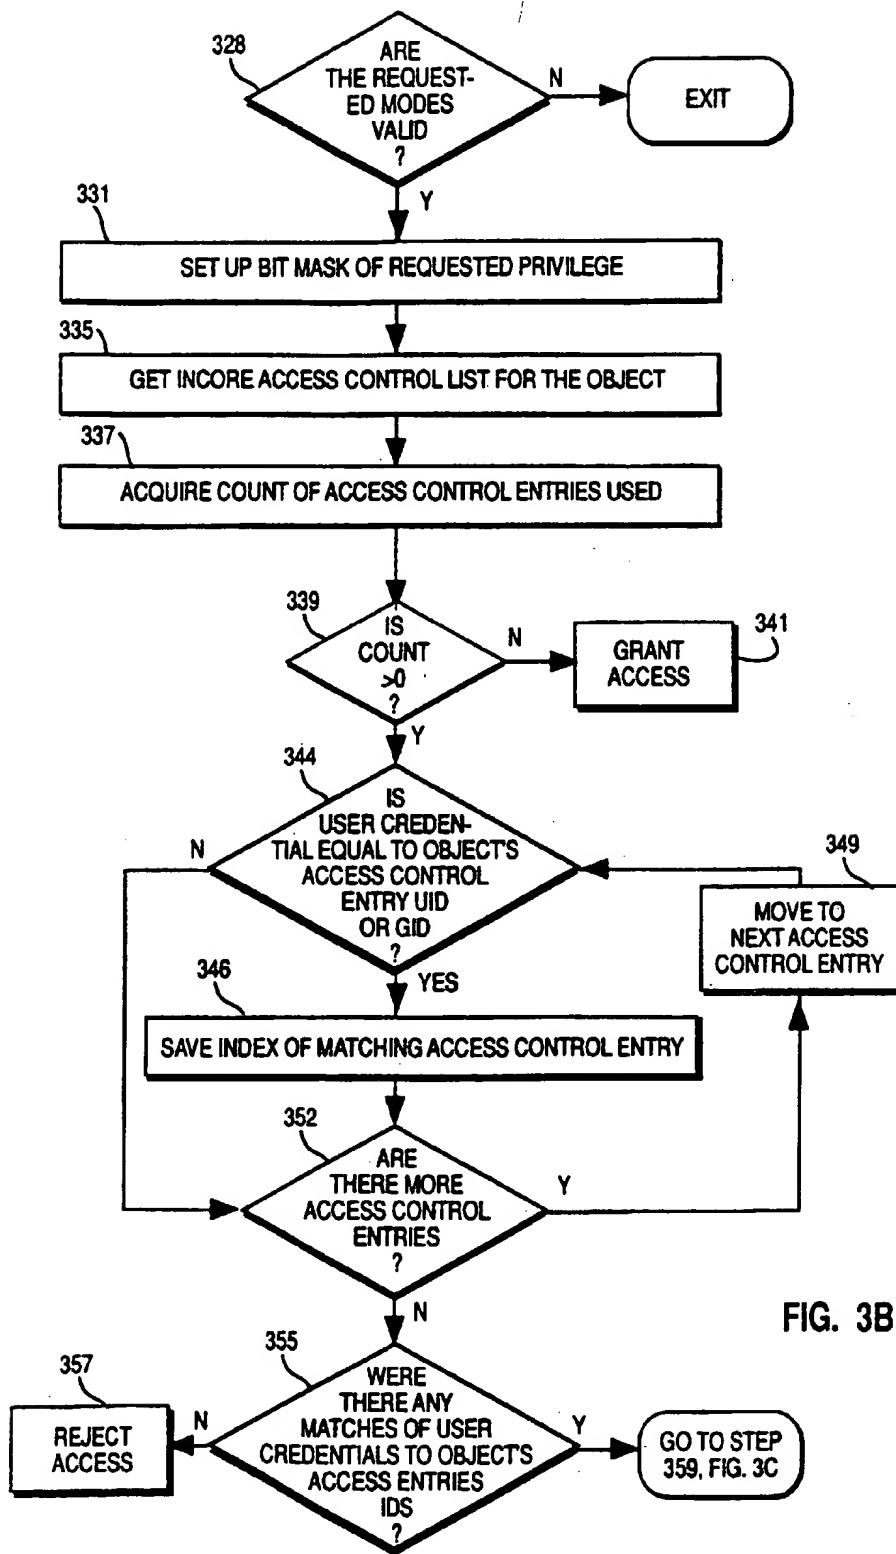 328
ARE
THE REQUEST-
ED MODES
VALID
?
N
EXIT
Y
331
SET UP BIT MASK OF REQUESTED PRIVILEGE
335
GET INCORE ACCESS CONTROL LIST FOR THE OBJECT
337
ACQUIRE COUNT OF ACCESS CONTROL ENTRIES USED
339
IS
COUNT
>0
?
N
GRANT
ACCESS
341
Y
344
IS
USER CREDEN-
TIAL EQUAL TO OBJECT'S
ACCESS CONTROL
ENTRY UID
OR GID
?
N
349
MOVE TO
NEXT ACCESS
CONTROL ENTRY
YES
346
SAVE INDEX OF MATCHING ACCESS CONTROL ENTRY
352
ARE
THERE MORE
ACCESS CONTROL
ENTRIES
?
Y
N
FIG. 3B
355
WERE
THERE ANY
MATCHES OF USER
CREDENTIALS TO OBJECT'S
ACCESS ENTRIES
IDS
?
357
N
REJECT
ACCESS
Y
GO TO STEP
359, FIG. 3C